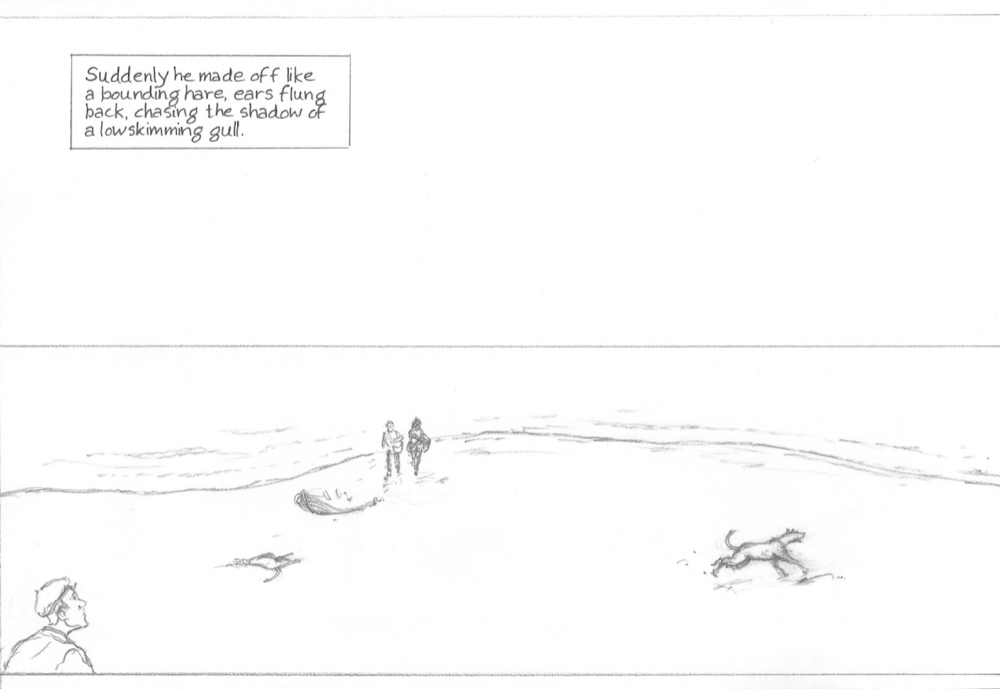 Suddenly he made off like
a bounding hare, ears flung
back, chasing the shadow of
a lowskimming gull.